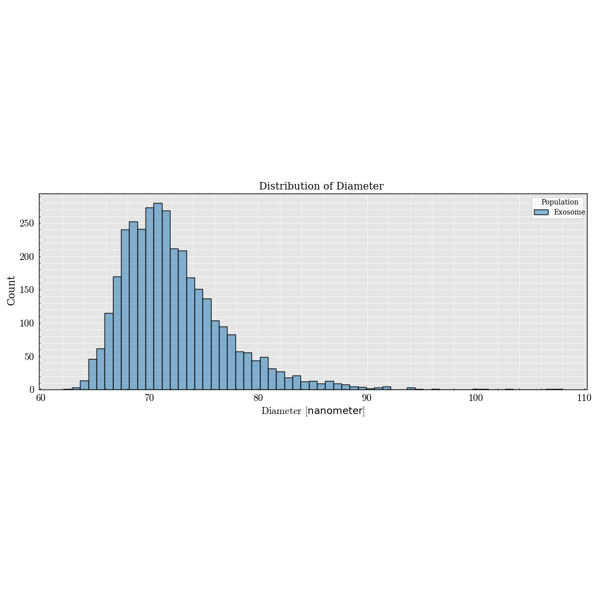 Distribution of Diameter
Population
Exosome
Count
250
200
150
100
50
0
60 70 80 90 100 110
Diameter [nanometer]